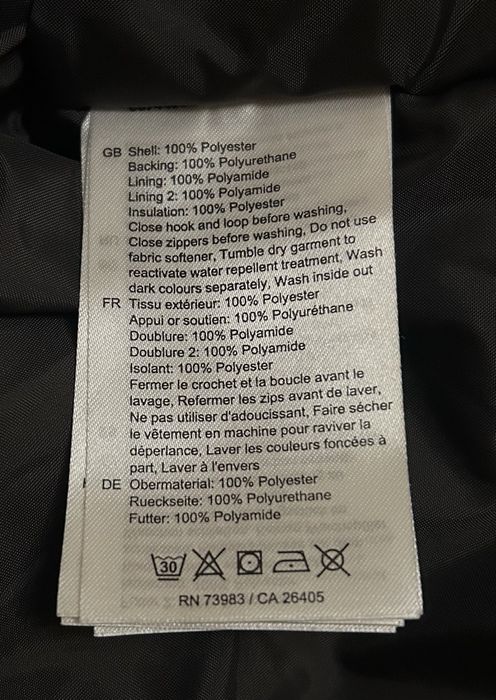 GB Shell: 100% Polyester
Backing: 100% Polyurethane
Lining: 100% Polyamide
Lining 2: 100% Polyamide
Insulation: 100% Polyester
Close hook and loop before washing,
Close zippers before washing, Do not use
fabric softener, Tumble dry garment to
reactivate water repellent treatment, Wash
dark colours separately, Wash inside out
FR Tissu extérieur: 100% Polyester
Appui or soutien: 100% Polyuréthane
Doublure: 100% Polyamide
Doublure 2: 100% Polyamide
Isolant: 100% Polyester
Fermer le crochet et la boucle avant le
lavage, Refermer les zips avant de laver,
Ne pas utiliser d'adoucissant, Faire sécher
le vêtement en machine pour raviver la
déperlance, Laver les couleurs foncées à
part, Laver à l'envers
DE Obermaterial: 100% Polyester
Rueckseite: 100% Polyurethane
Futter: 100% Polyamide
30
RN 73983 / CA 26405